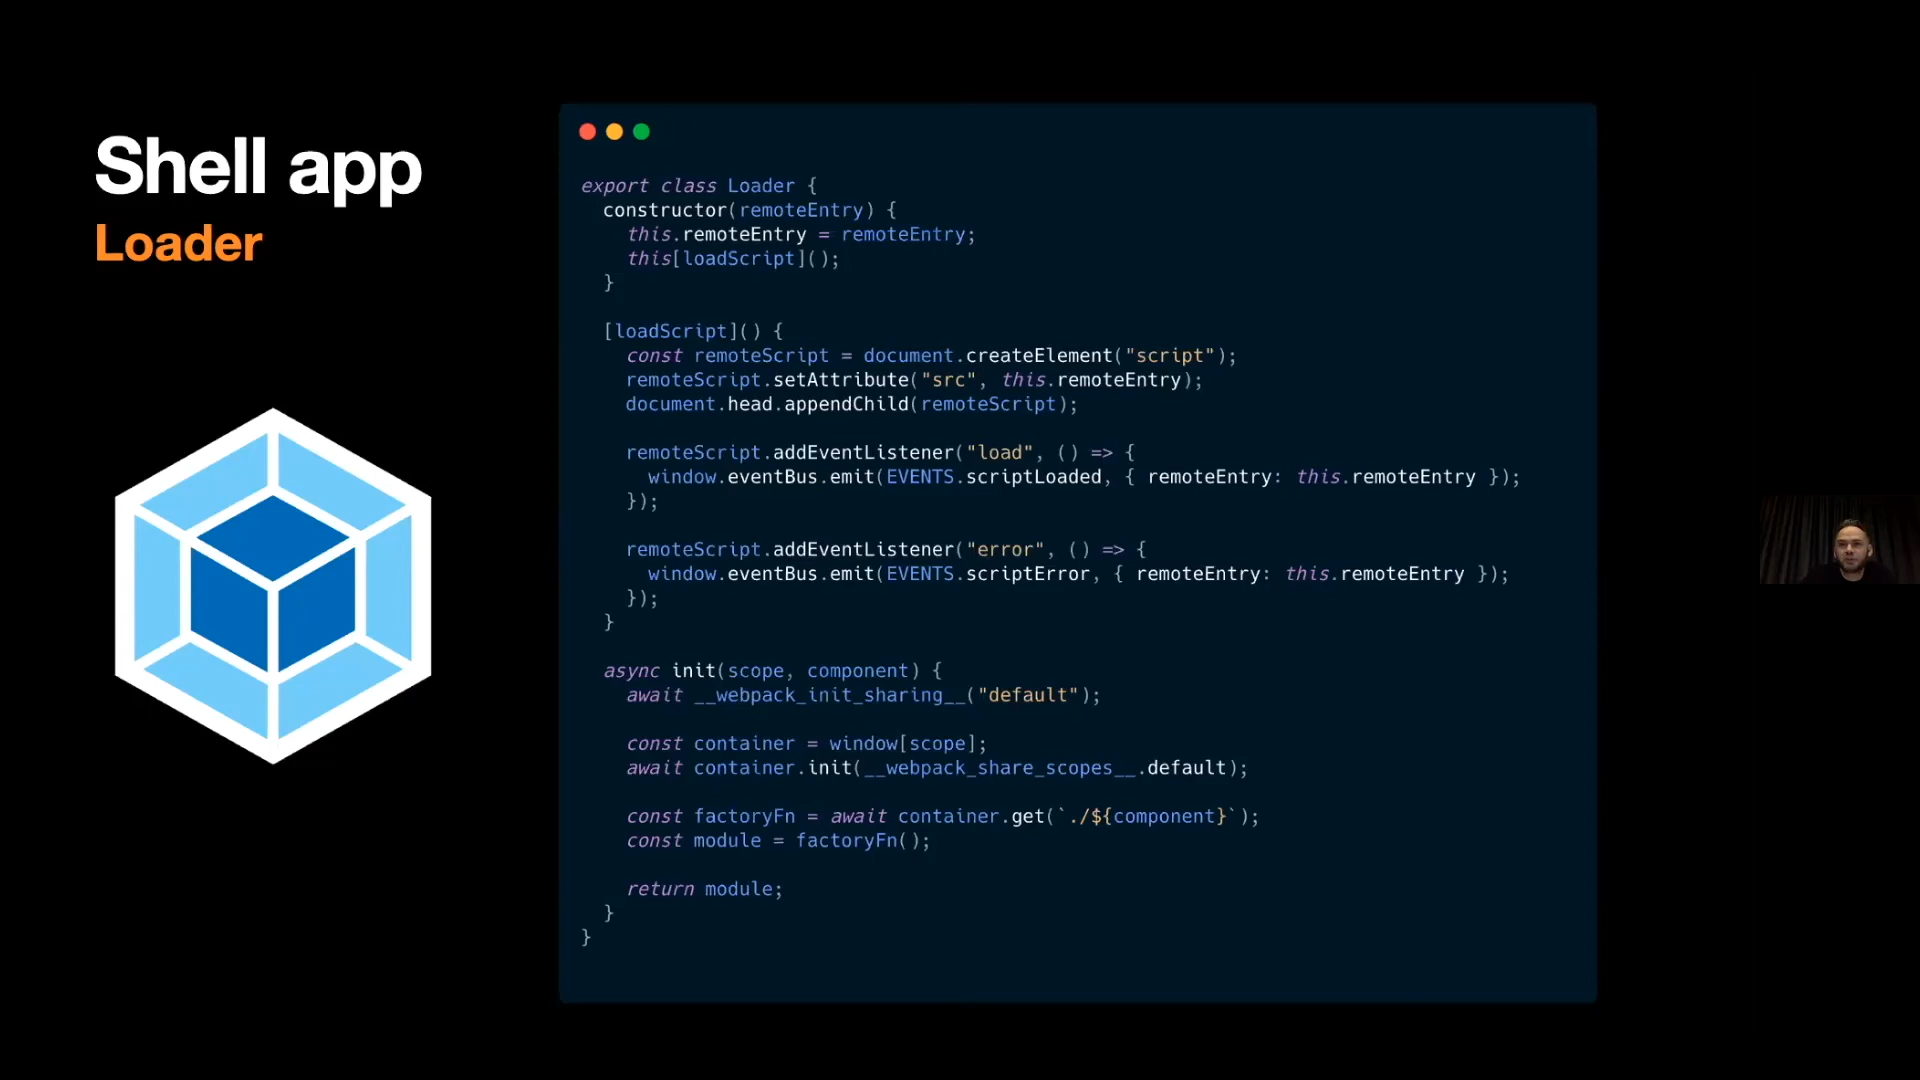 Shell app
Loader
export class Loader {
  constructor(remoteEntry) {
    this.remoteEntry = remoteEntry;
    this[loadScript]();
  }

  [loadScript]() {
    const remoteScript = document.createElement("script");
    remoteScript.setAttribute("src", this.remoteEntry);
    document.head.appendChild(remoteScript);

    remoteScript.addEventListener("load", () => {
      window.eventBus.emit(EVENTS.scriptLoaded, { remoteEntry: this.remoteEntry });
    });

    remoteScript.addEventListener("error", () => {
      window.eventBus.emit(EVENTS.scriptError, { remoteEntry: this.remoteEntry });
    });
  }

  async init(scope, component) {
    await __webpack_init_sharing__("default");

    const container = window[scope];
    await container.init(__webpack_share_scopes__.default);

    const factoryFn = await container.get(`./${component}`);
    const module = factoryFn();

    return module;
  }
}